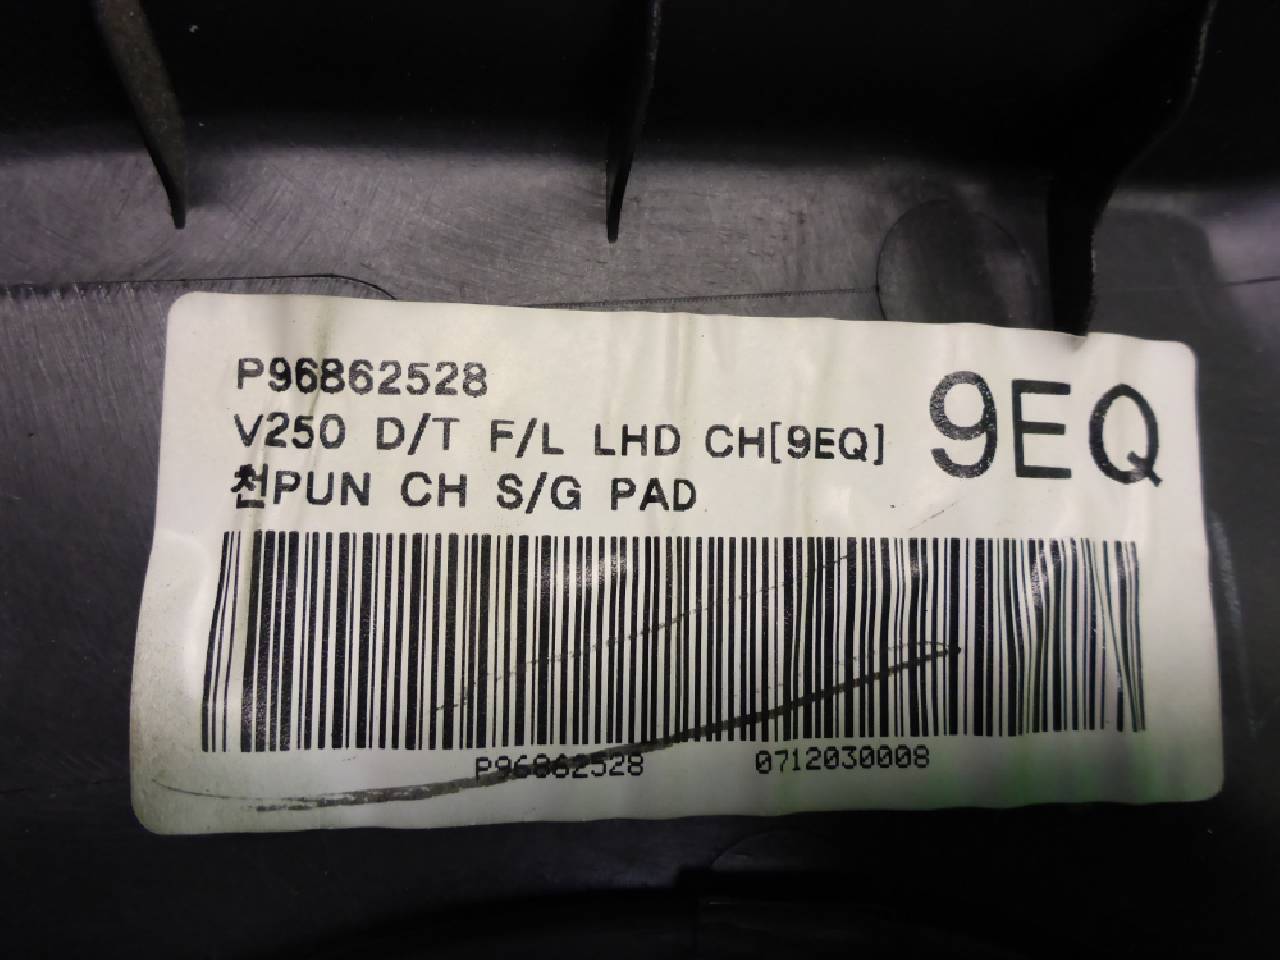 P96862528
V250 D/T F/L LHD CH[9EQ]
9EQ
천PUN CH S/G PAD
P96862528 0712030008